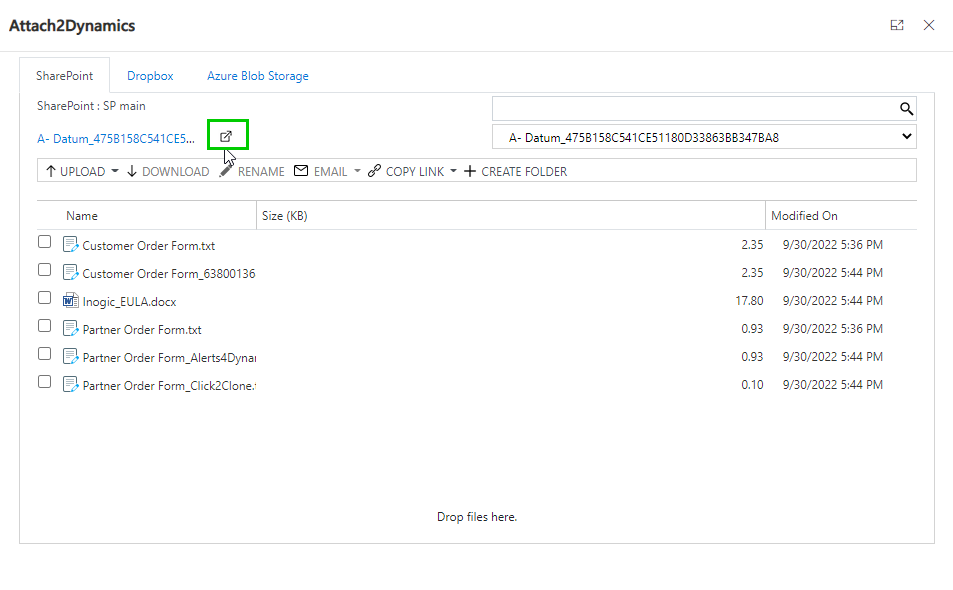 Attach2Dynamics
SharePoint Dropbox Azure Blob Storage
SharePoint : SP main
A- Datum_475B158C541CE5... A- Datum_475B158C541CE51180D33863BB347BA8
UPLOAD DOWNLOAD RENAME EMAIL COPY LINK CREATE FOLDER
Name Size (KB) Modified On
Customer Order Form.txt 2.35 9/30/2022 5:36 PM
Customer Order Form_63800136 2.35 9/30/2022 5:44 PM
Inogic_EULA.docx 17.80 9/30/2022 5:44 PM
Partner Order Form.txt 0.93 9/30/2022 5:36 PM
Partner Order Form_Alerts4Dynar 0.93 9/30/2022 5:44 PM
Partner Order Form_Click2Clone. 0.10 9/30/2022 5:44 PM
Drop files here.